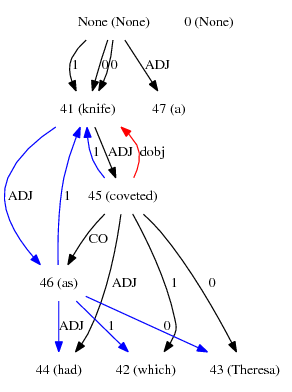 None (None) 0 (None)
1 0 0 ADJ
41 (knife) 47 (a)
ADJ 1 ADJ 1 dobj
45 (coveted)
CO
46 (as) ADJ 1 0
ADJ 1 0
44 (had) 42 (which) 43 (Theresa)